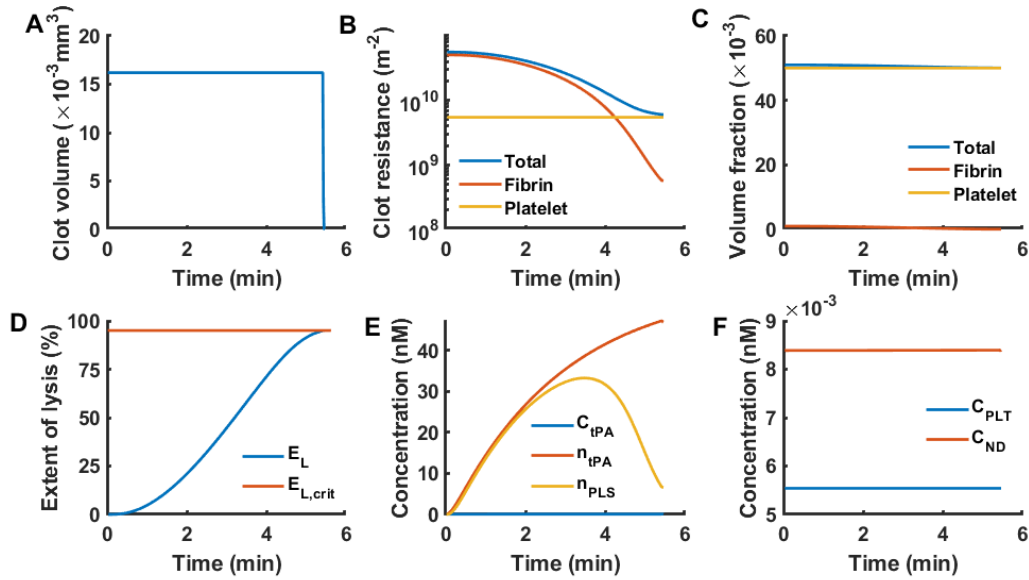 A
Clot volume (×10⁻³ mm³)
20
15
10
5
0
0 2 4 6
Time (min)
B
Clot resistance (m⁻²)
10¹⁰
10⁹
10⁸
Total
Fibrin
Platelet
0 2 4 6
Time (min)
C
Volume fraction (×10⁻³)
60
40
20
0
Total
Fibrin
Platelet
0 2 4 6
Time (min)
D
Extent of lysis (%)
100
75
50
25
0
E_L
E_L,crit
0 2 4 6
Time (min)
E
Concentration (nM)
40
30
20
10
0
C_tPA
n_tPA
n_PLS
0 2 4 6
Time (min)
F
×10⁻³
Concentration (nM)
9
8
7
6
5
C_PLT
C_ND
0 2 4 6
Time (min)